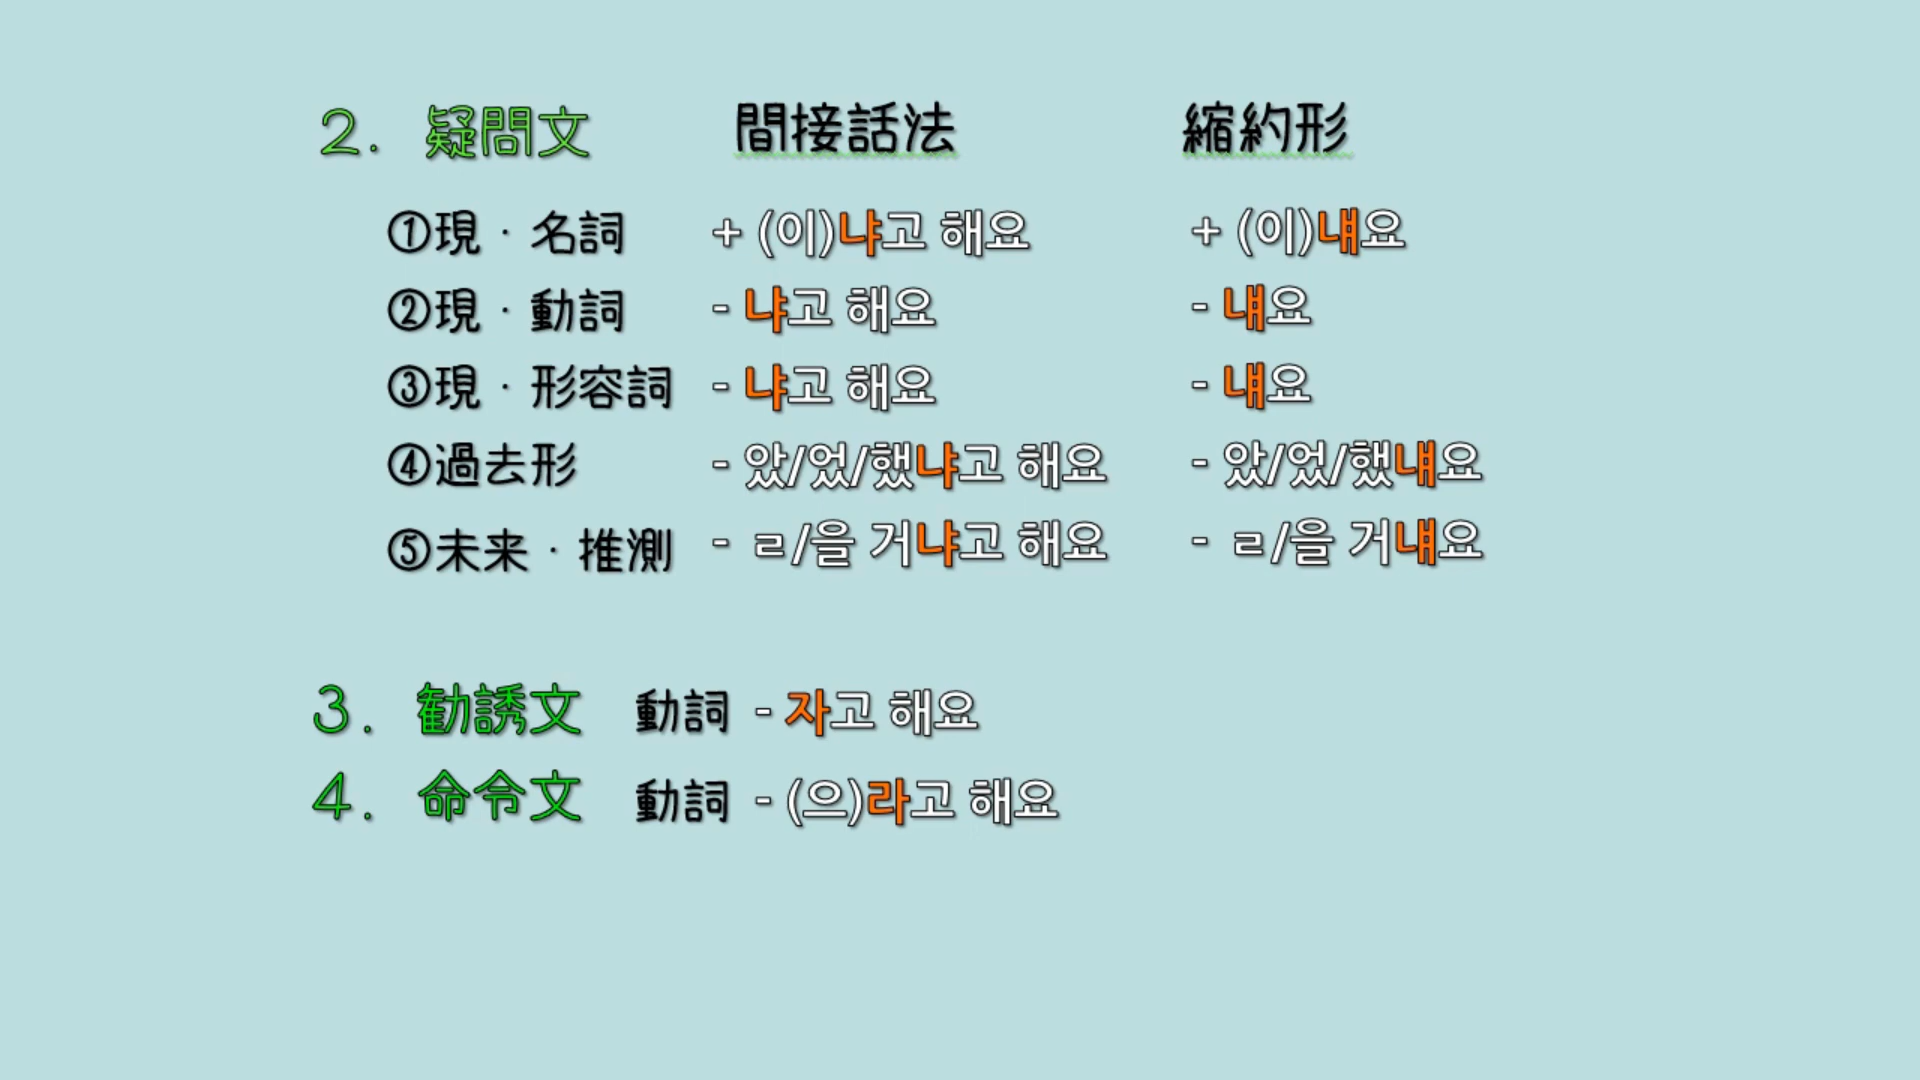 2. 疑問文 間接話法 縮約形
①現・名詞 + (이)냐고 해요 + (이)냬요
②現・動詞 - 냐고 해요 - 냬요
③現・形容詞 - 냐고 해요 - 냬요
④過去形 - 았/었/했냐고 해요 - 았/었/했냬요
⑤未来・推測 - ㄹ/을 거냐고 해요 - ㄹ/을 거냬요
3. 勧誘文 動詞 - 자고 해요
4. 命令文 動詞 - (으)라고 해요